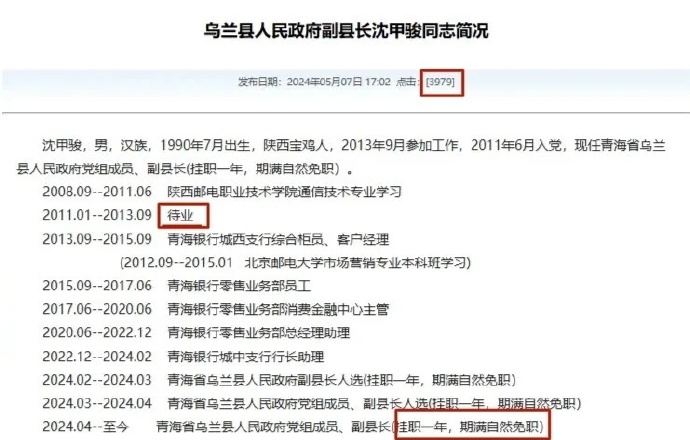 乌兰县人民政府副县长沈甲骏同志简况
发布日期：2024年05月07日 17:02 点击：[3979]
沈甲骏，男，汉族，1990年7月出生，陕西宝鸡人，2013年9月参加工作，2011年6月入党，现任青海省乌兰
县人民政府党组成员、副县长(挂职一年，期满自然免职）。
2008.09--2011.06 陕西邮电职业技术学院通信技术专业学习
2011.01--2013.09 待业
2013.09--2015.09 青海银行城西支行综合柜员、客户经理
(2012.09--2015.01 北京邮电大学市场营销专业本科班学习)
2015.09--2017.06 青海银行零售业务部员工
2017.06--2020.06 青海银行零售业务部消费金融中心主管
2020.06--2022.12 青海银行零售业务部总经理助理
2022.12--2024.02 青海银行城中支行行长助理
2024.02--2024.03 青海省乌兰县人民政府副县长人选(挂职一年，期满自然免职）
2024.03--2024.04 青海省乌兰县人民政府党组成员、副县长人选(挂职一年，期满自然免职）
2024.04--至今 青海省乌兰县人民政府党组成员、副县长(挂职一年，期满自然免职）